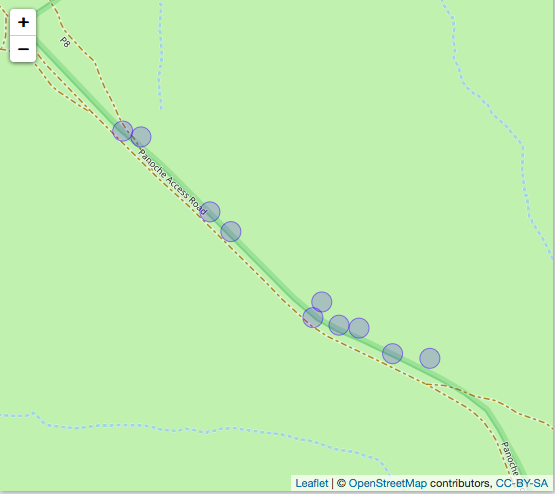 +
−
P8
Panoche Access Road
Panoche
Leaflet | © OpenStreetMap contributors, CC-BY-SA